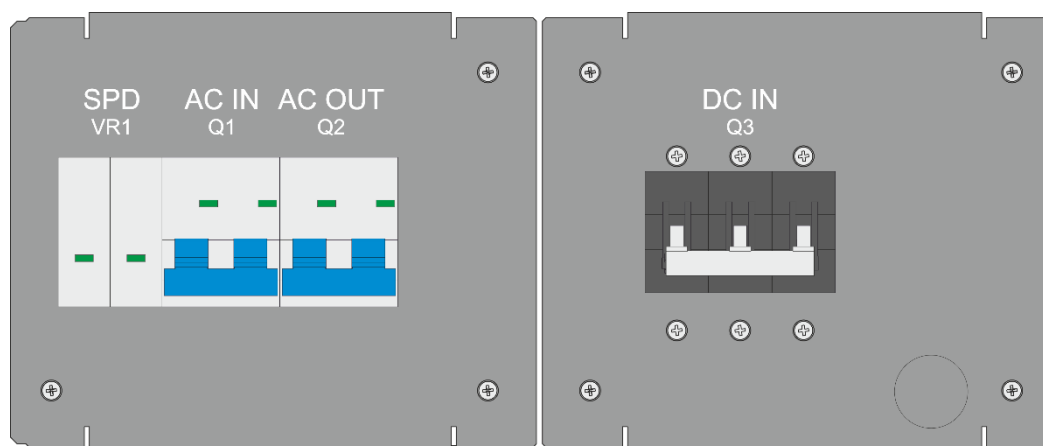 SPD
VR1
AC IN
Q1
AC OUT
Q2
DC IN
Q3